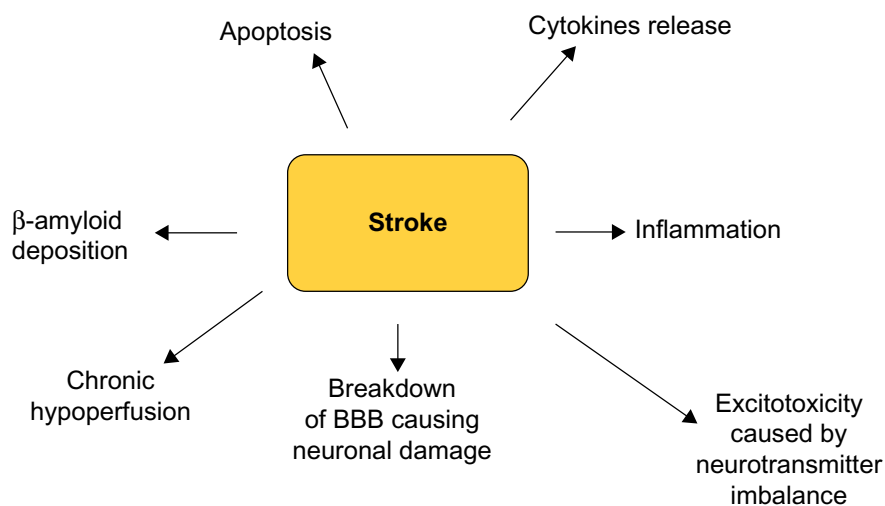 Apoptosis
Cytokines release
Stroke
β-amyloid
deposition
Inflammation
Chronic
hypoperfusion
Breakdown
of BBB causing
neuronal damage
Excitotoxicity
caused by
neurotransmitter
imbalance